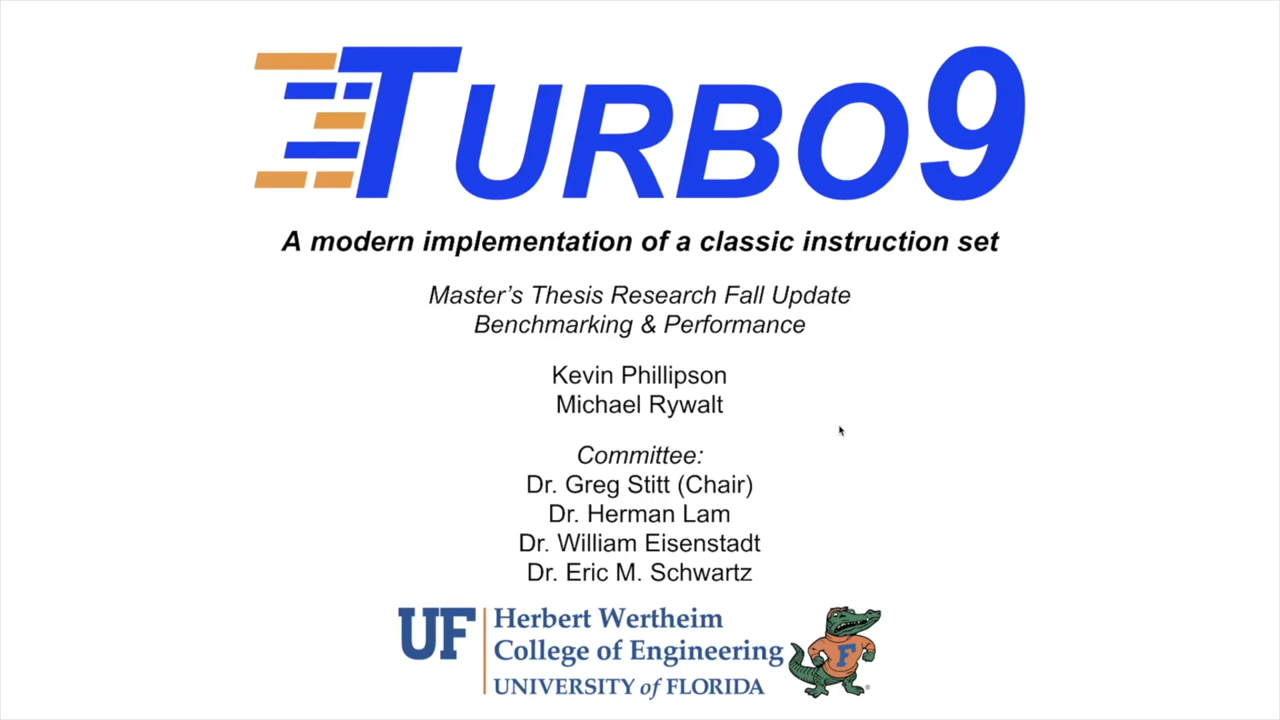 TURBO9
A modern implementation of a classic instruction set
Master's Thesis Research Fall Update
Benchmarking & Performance
Kevin Phillipson
Michael Rywalt
Committee:
Dr. Greg Stitt (Chair)
Dr. Herman Lam
Dr. William Eisenstadt
Dr. Eric M. Schwartz
UF
Herbert Wertheim
College of Engineering
UNIVERSITY of FLORIDA
F
®